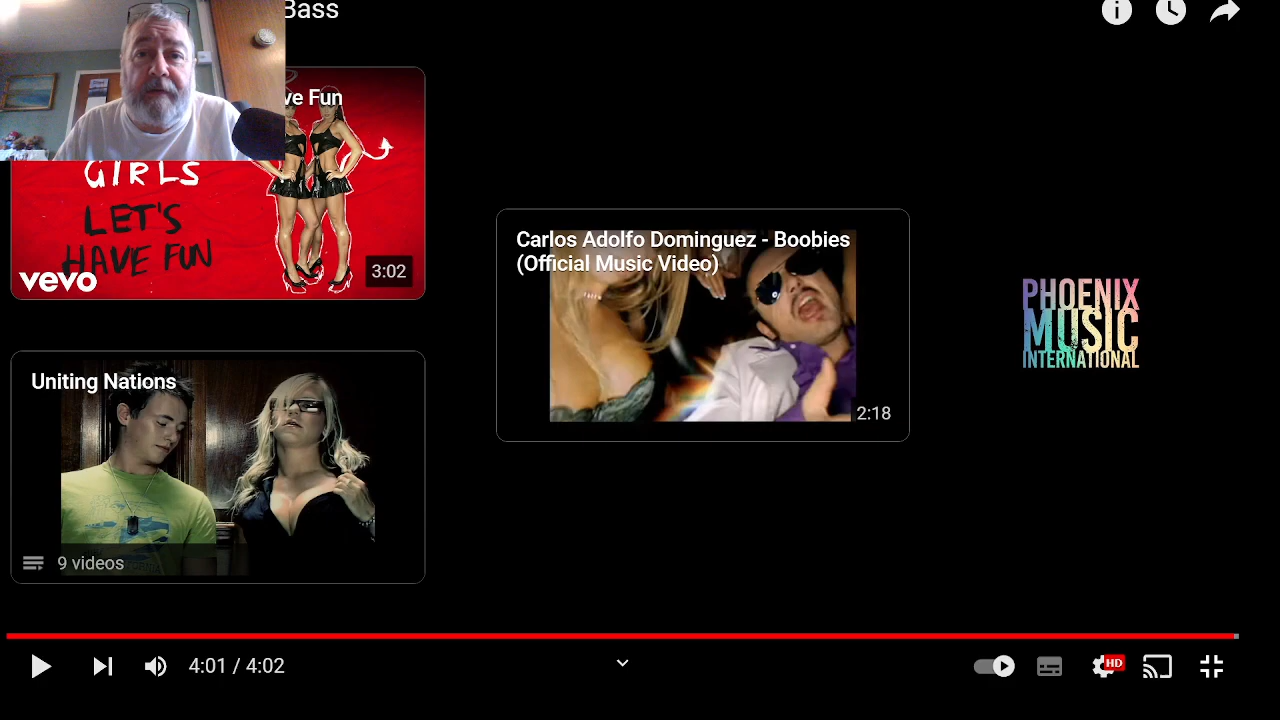 Bass
ve Fun
GIRLS
LET'S
HAVE FUN
vevo
3:02
Carlos Adolfo Dominguez - Boobies
(Official Music Video)
2:18
PHOENIX
MUSIC
INTERNATIONAL
Uniting Nations
9 videos
4:01 / 4:02
HD